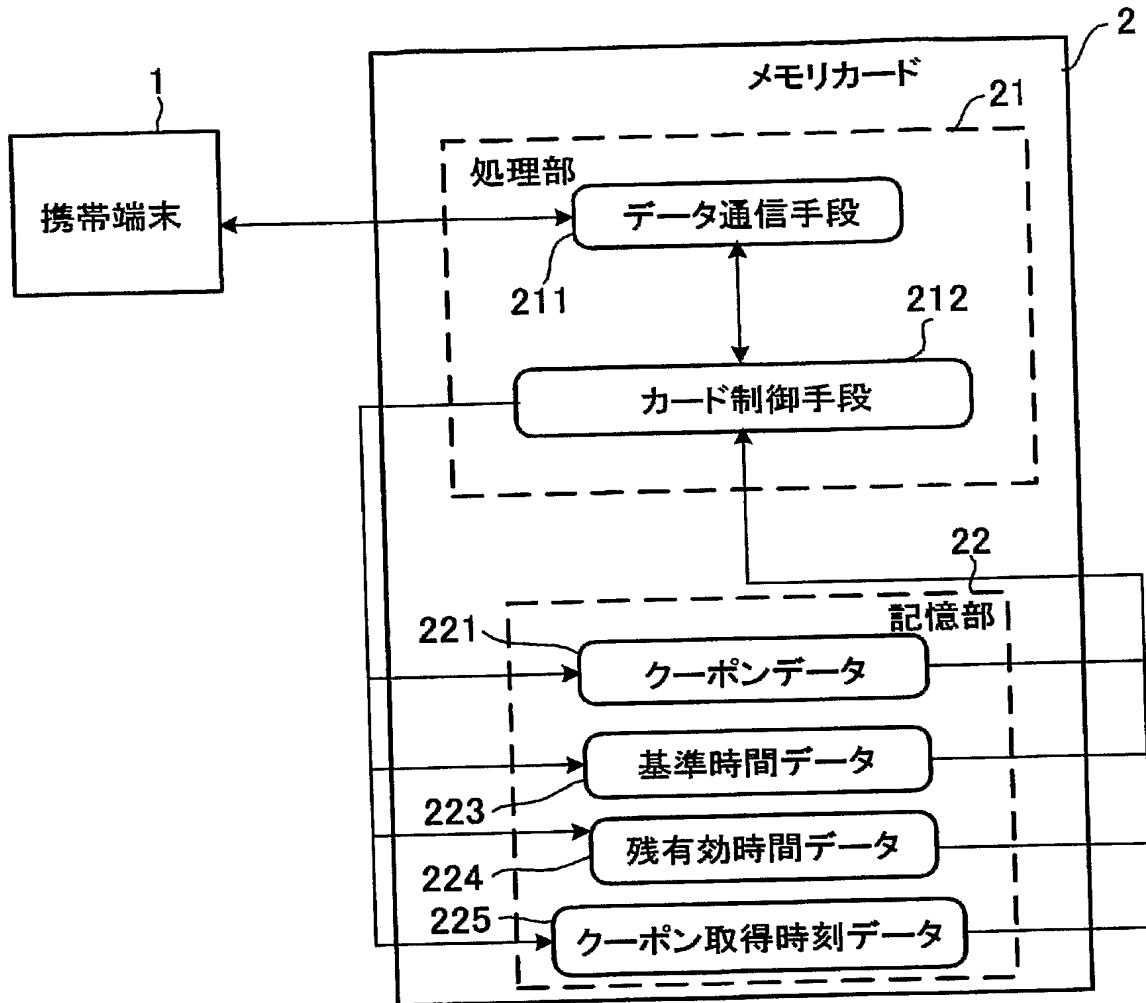 2
メモリカード
1
21
処理部
携帯端末
データ通信手段
211
212
カード制御手段
22
記憶部
221
クーポンデータ
基準時間データ
223
残有効時間データ
224
225
クーポン取得時刻データ